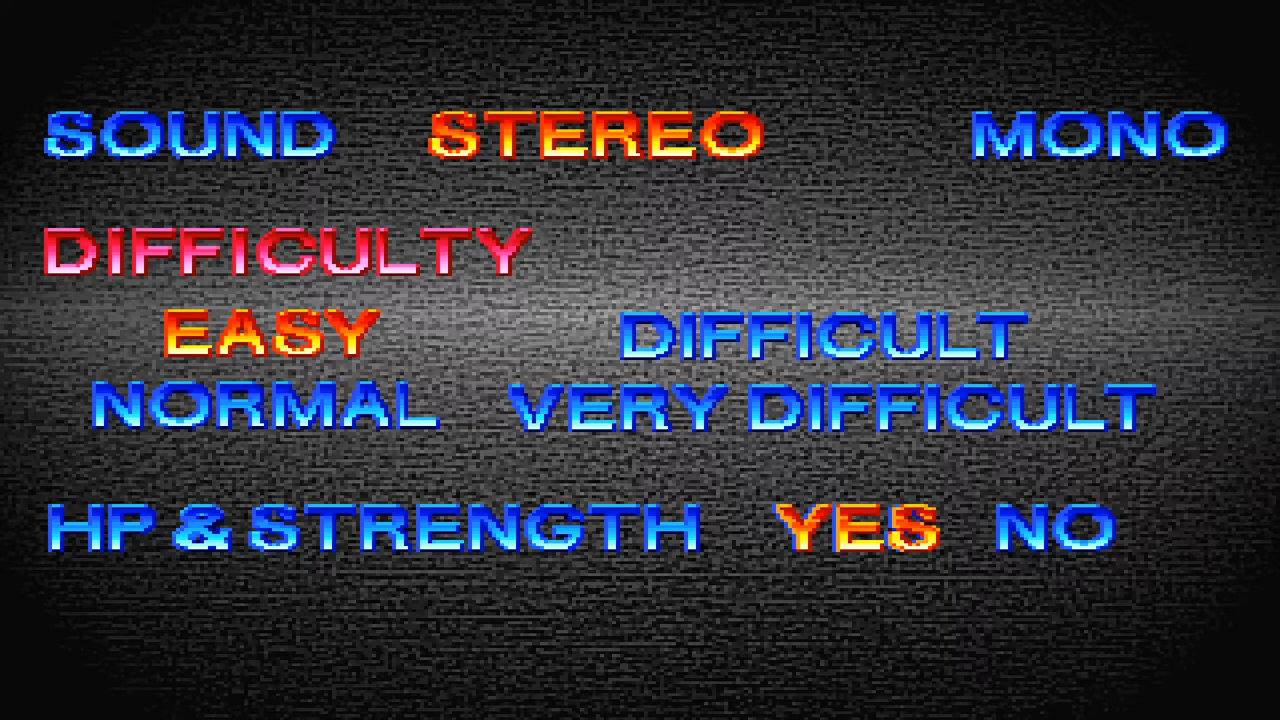 SOUND STEREO MONO
DIFFICULTY
EASY DIFFICULT
NORMAL VERY DIFFICULT
HP & STRENGTH YES NO